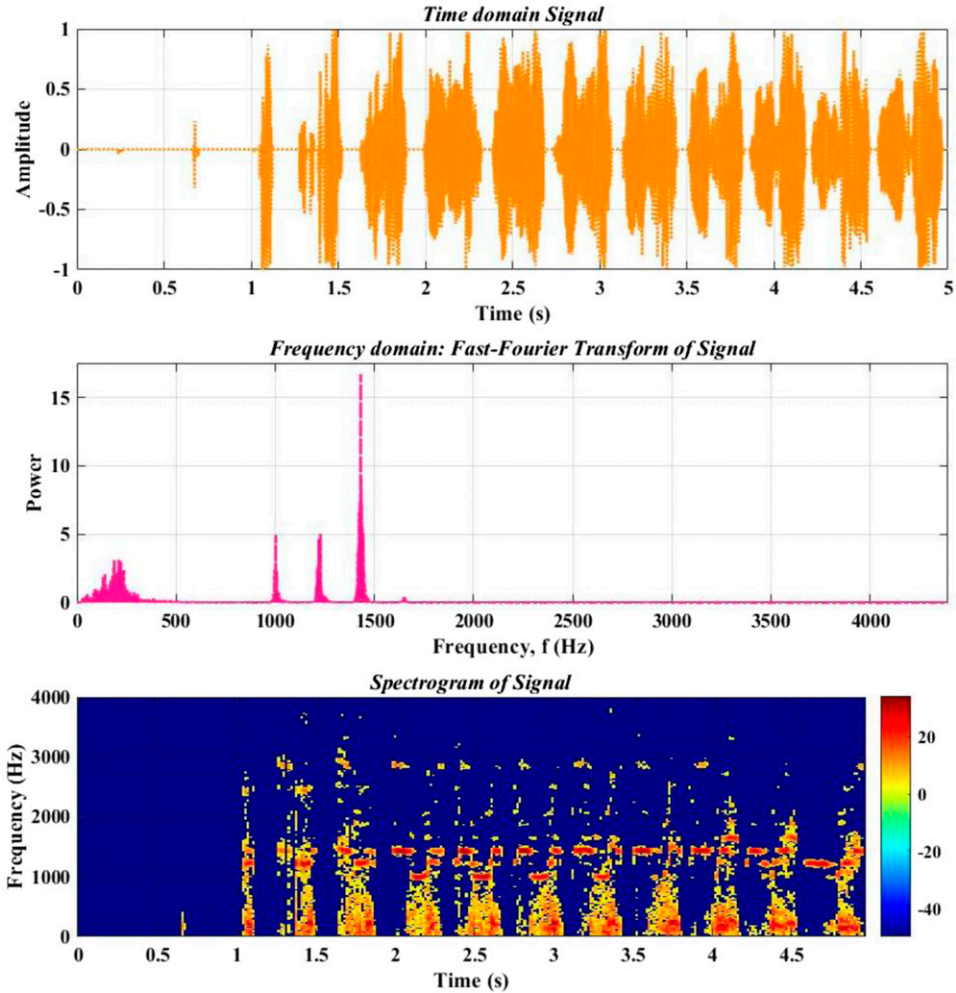 Time domain Signal
1
0.5
0
-0.5
-1
Amplitude
0 0.5 1 1.5 2 2.5 3 3.5 4 4.5 5
Time (s)
Frequency domain: Fast-Fourier Transform of Signal
15
10
5
0
Power
0 500 1000 1500 2000 2500 3000 3500 4000
Frequency, f (Hz)
Spectrogram of Signal
4000
3000
2000
1000
0
Frequency (Hz)
0 0.5 1 1.5 2 2.5 3 3.5 4 4.5
Time (s)
20
0
-20
-40